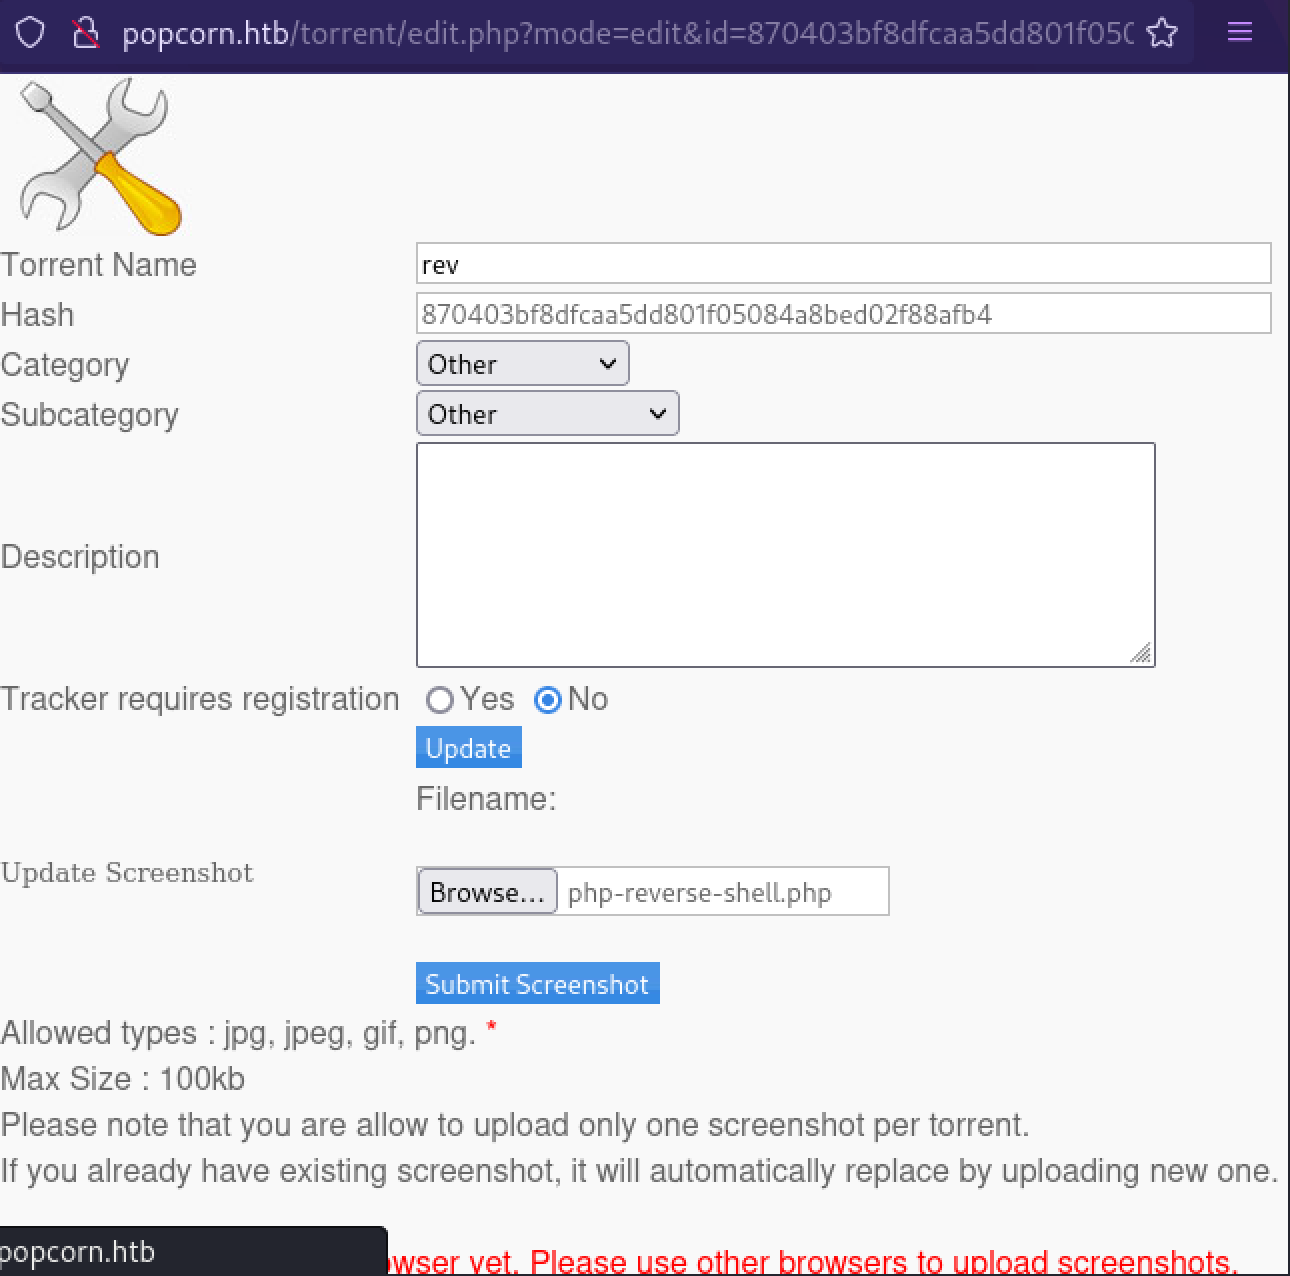 popcorn.htb/torrent/edit.php?mode=edit&id=870403bf8dfcaa5dd801f050
Torrent Name rev
Hash 870403bf8dfcaa5dd801f05084a8bed02f88afb4
Category Other
Subcategory Other
Description
Tracker requires registration Yes No
Update
Filename:
Update Screenshot
Browse... php-reverse-shell.php
Submit Screenshot
Allowed types : jpg, jpeg, gif, png. *
Max Size : 100kb
Please note that you are allow to upload only one screenshot per torrent.
If you already have existing screenshot, it will automatically replace by uploading new one.
popcorn.htb
wser yet. Please use other browsers to upload screenshots.